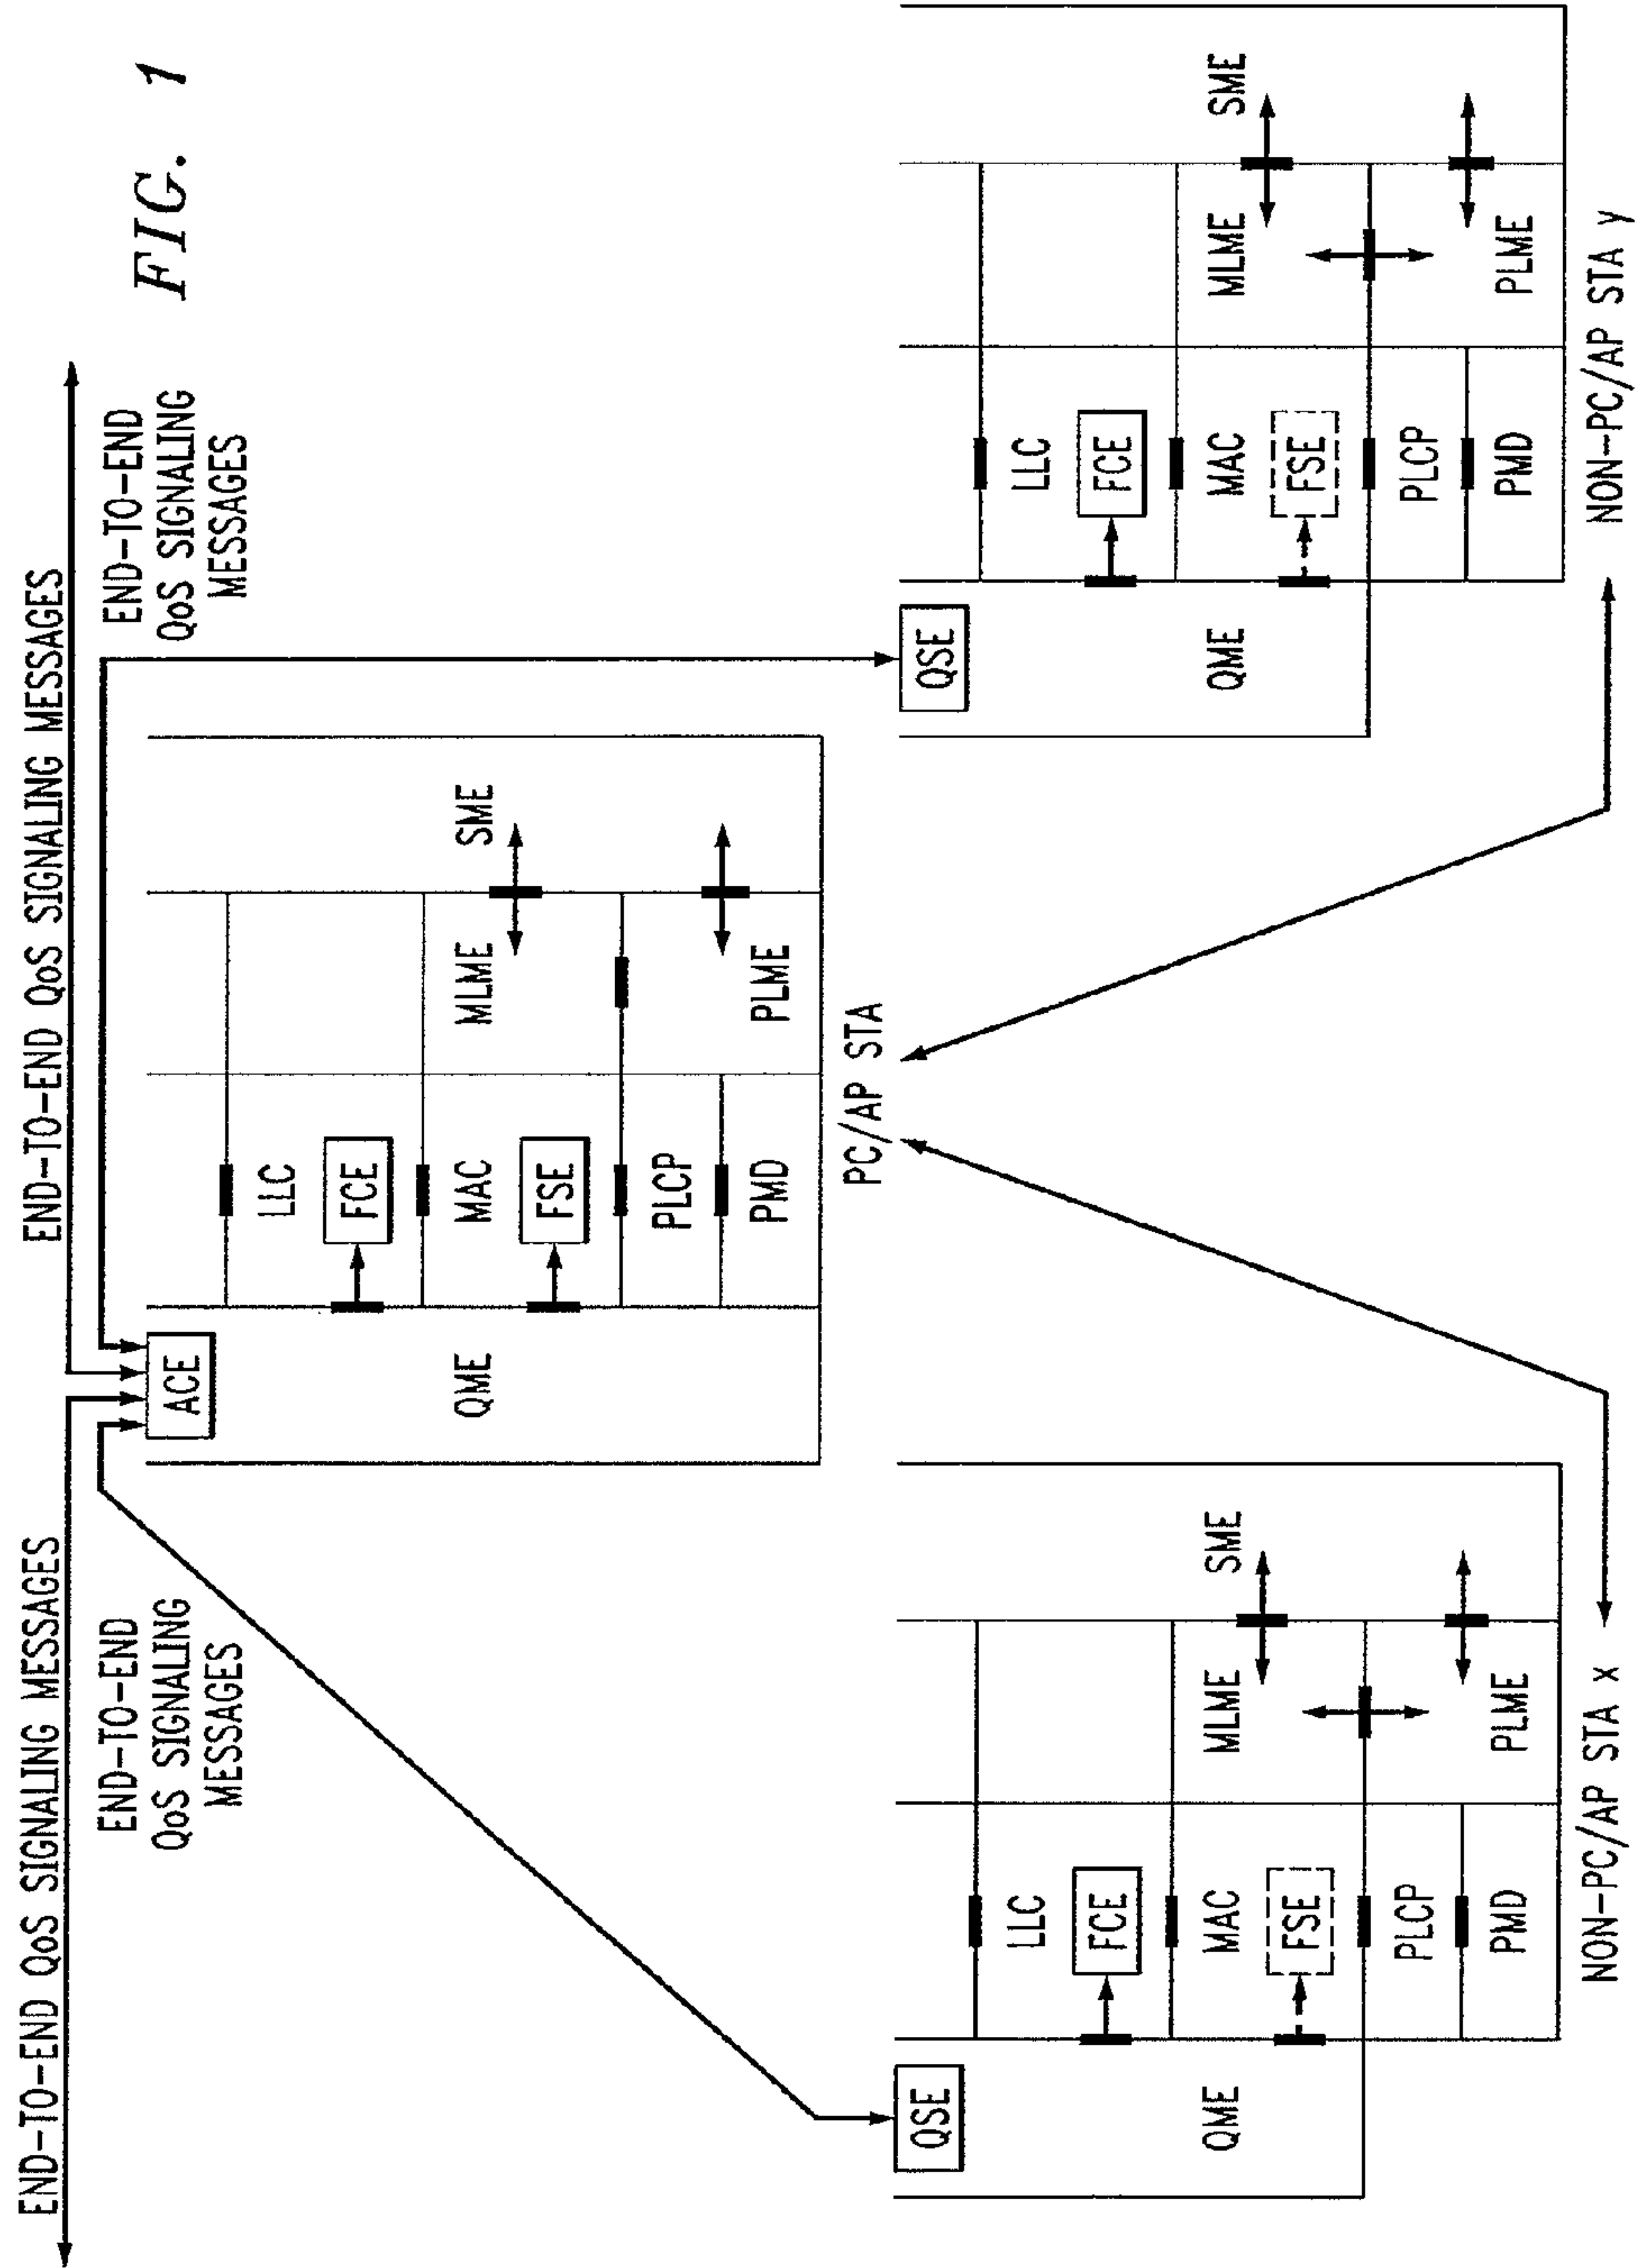 FIG. 1
END-TO-END QoS SIGNALING MESSAGES
END-TO-END QoS SIGNALING MESSAGES
END-TO-END
QoS SIGNALING
MESSAGES
END-TO-END
QoS SIGNALING
MESSAGES
ACE
QME
LLC
FCE
MAC
FSE
PLCP
PMD
MLME
SME
PLME
PC/AP STA
QSE
QME
LLC
FCE
MAC
FSE
PLCP
PMD
MLME
SME
PLME
NON-PC/AP STA x
QSE
QME
LLC
FCE
MAC
FSE
PLCP
PMD
MLME
SME
PLME
NON-PC/AP STA y